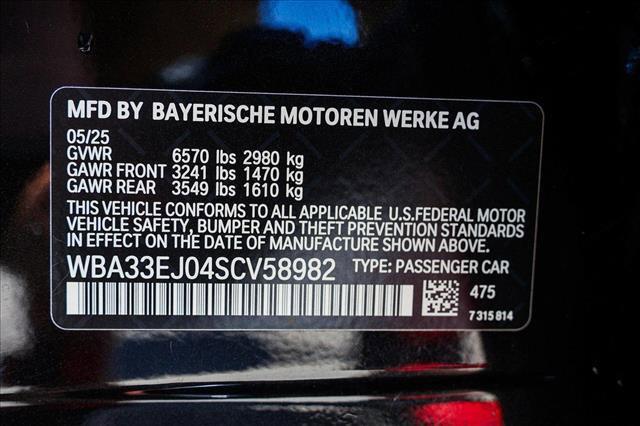 MFD BY BAYERISCHE MOTOREN WERKE AG
05/25
GVWR 6570 lbs 2980 kg
GAWR FRONT 3241 lbs 1470 kg
GAWR REAR 3549 lbs 1610 kg
THIS VEHICLE CONFORMS TO ALL APPLICABLE U.S.FEDERAL MOTOR
VEHICLE SAFETY, BUMPER AND THEFT PREVENTION STANDARDS
IN EFFECT ON THE DATE OF MANUFACTURE SHOWN ABOVE.
WBA33EJ04SCV58982 TYPE: PASSENGER CAR
475
7315814